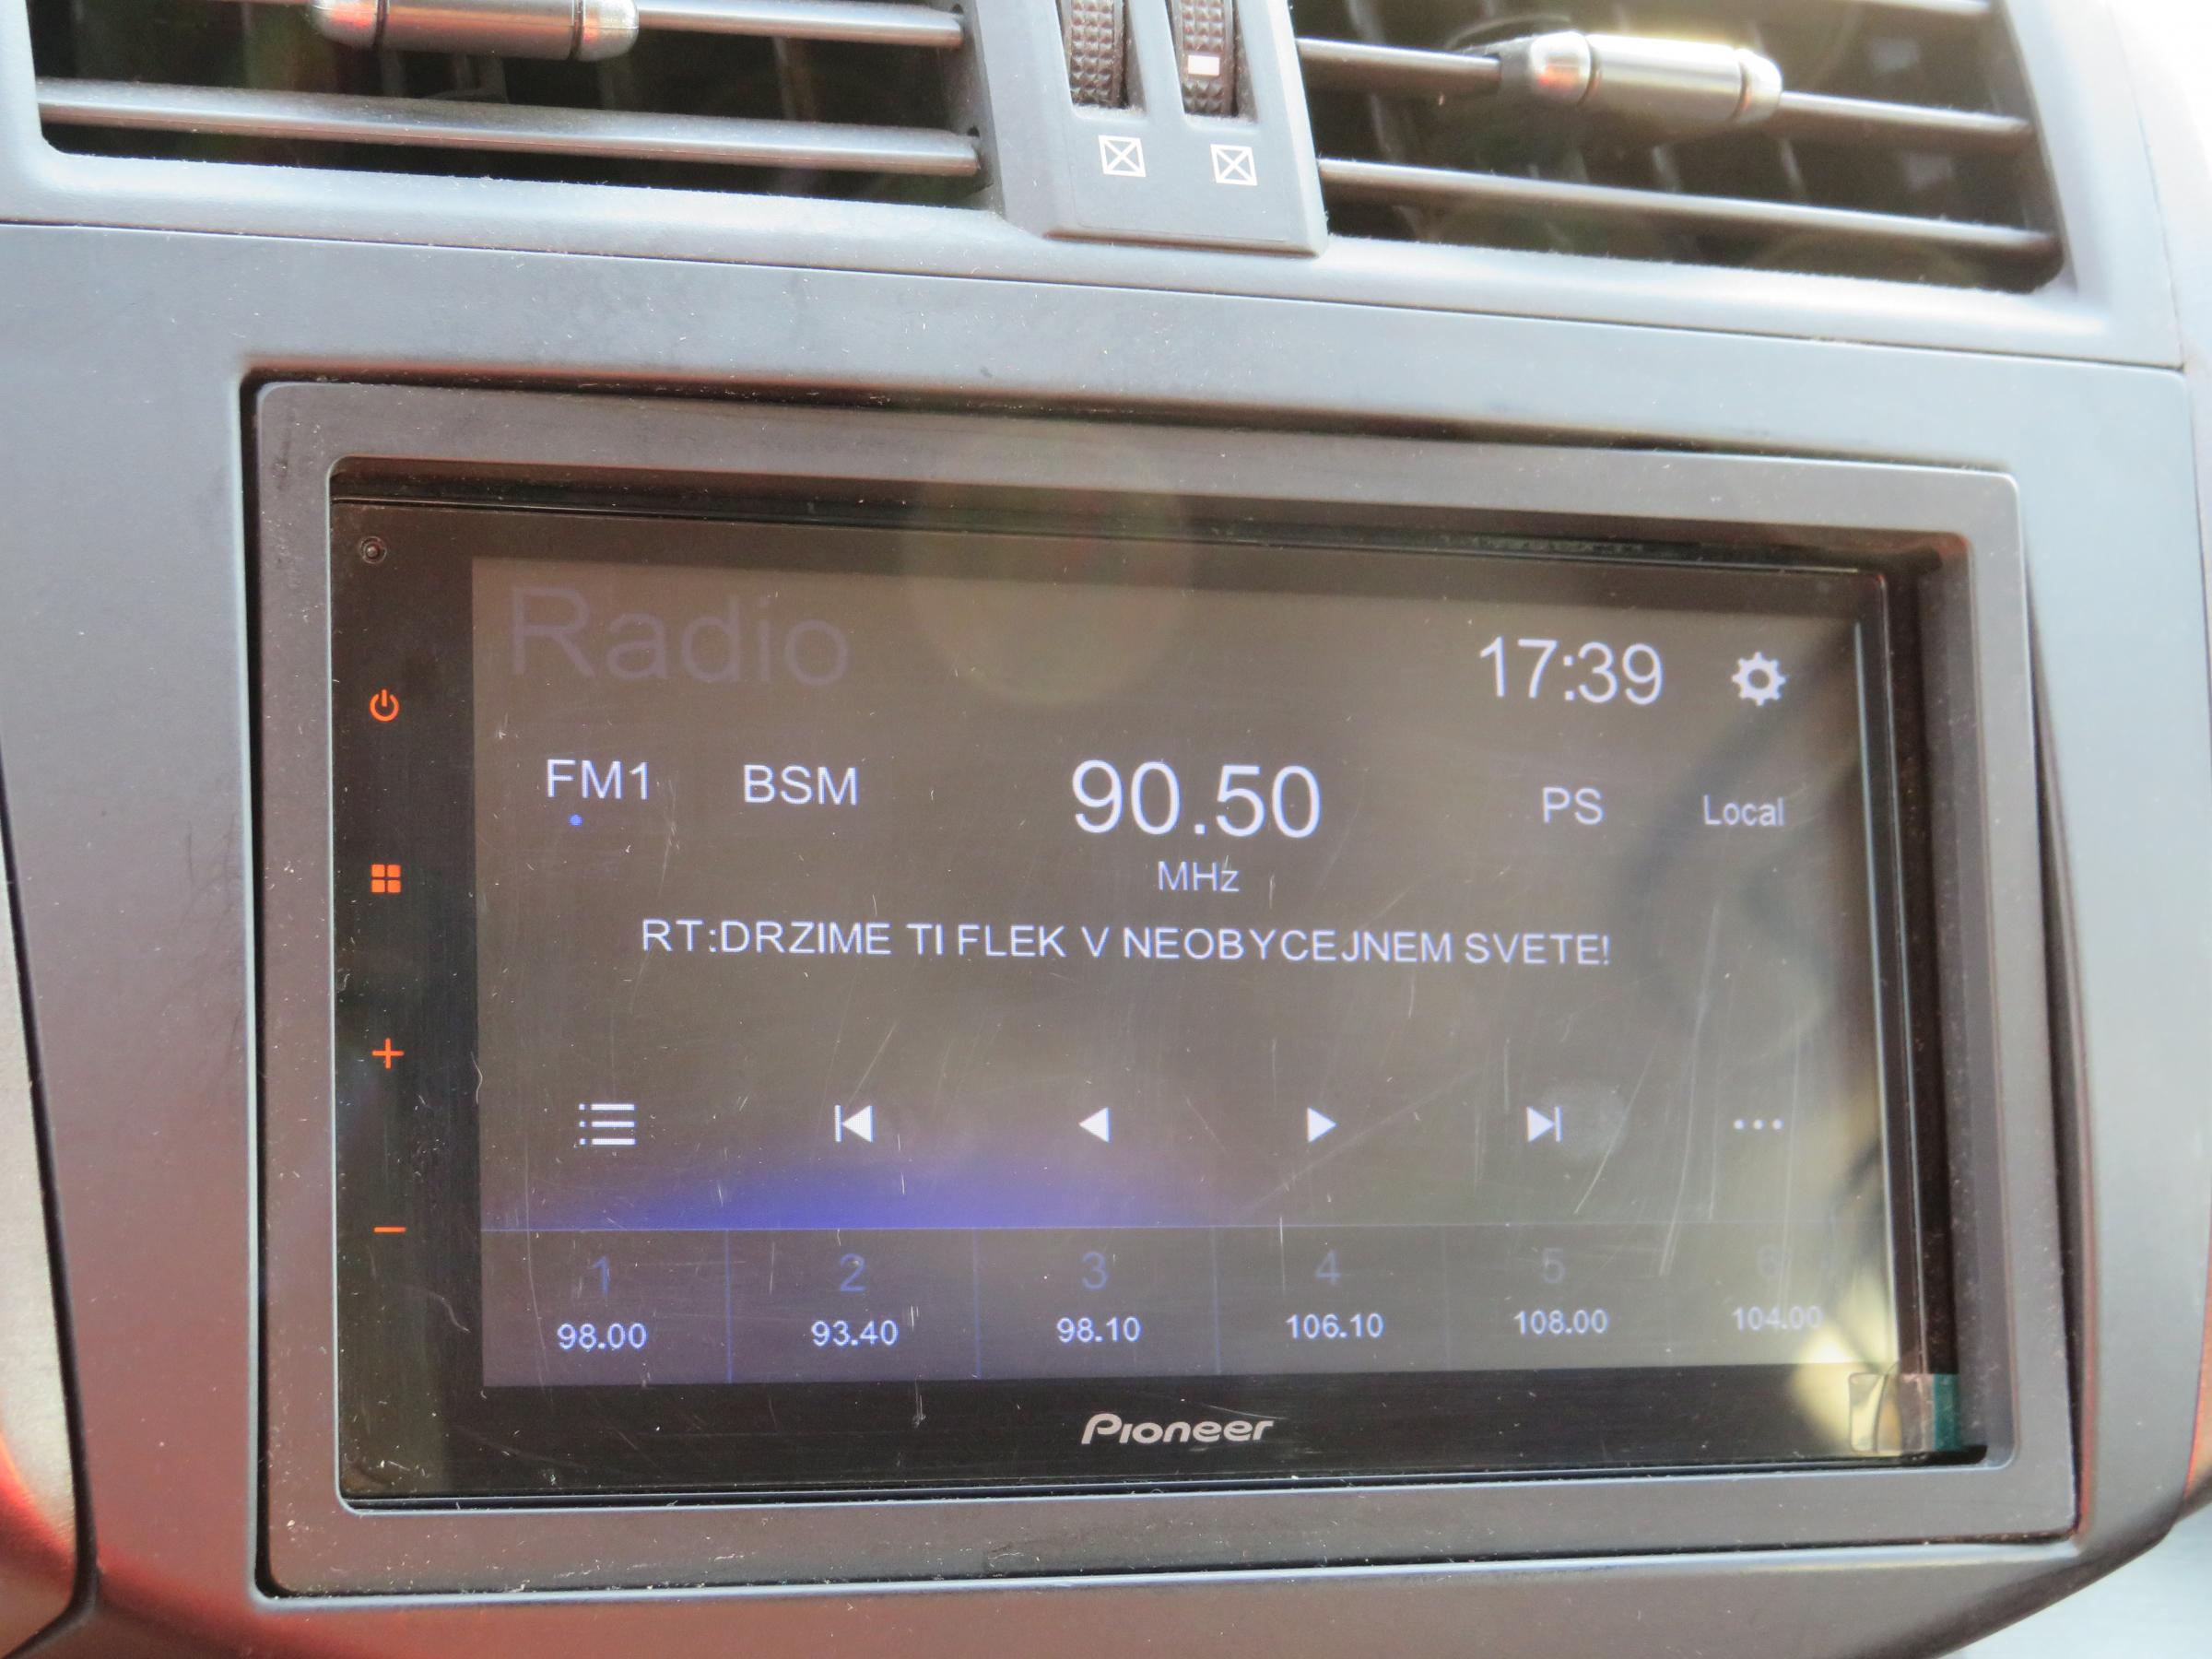 Radio
17:39
FM1 BSM 90.50 PS Local
MHz
RT:DRZIME TI FLEK V NEOBYCEJNEM SVETE!
1 2 3 4 5 6
98.00 93.40 98.10 106.10 108.00 104.00
Pioneer